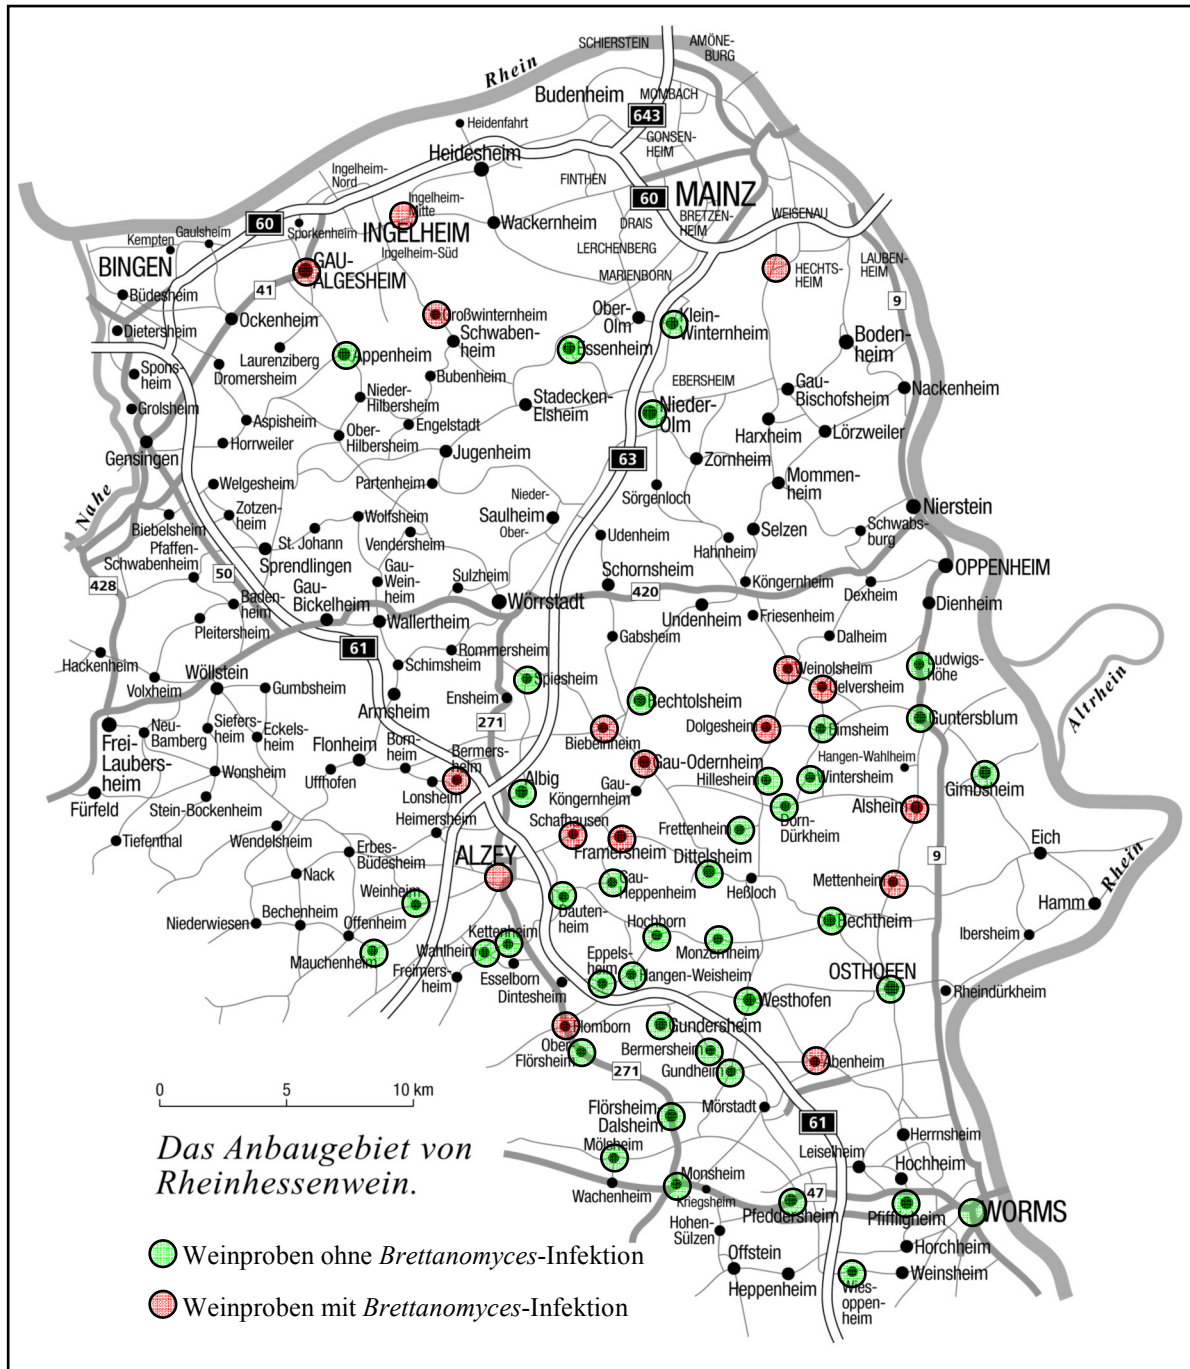 SCHIERSTEIN
AMÖNE-
BURG
Rhein
Budenheim
MOMBACH
643
Heidenfahrt
GONSEN-
HEIM
Heidesheim
Ingelheim-
Nord
FINTHEN
60
MAINZ
Ingelheim-
Mitte
60
Gaulsheim
Sporkenheim
INGELHEIM
Wackernheim
DRAIS
BRETZEN-
HEIM
WEISENAU
Kempten
LERCHENBERG
Ingelheim-Süd
BINGEN
GAU-
ALGESHEIM
MARIENBORN
HECHTS-
HEIM
LAUBEN-
HEIM
Büdesheim
41
9
Ockenheim
Großwinternheim
Ober-
Olm
Klein-
Winternheim
Dietersheim
Schwaben-
heim
Boden-
heim
Laurenziberg
Appenheim
Essenheim
Spons-
heim
Dromersheim
Bubenheim
EBERSHEIM
Gau-
Bischofsheim
Nackenheim
Nieder-
Hilbersheim
Stadecken-
Elsheim
Nieder-
Olm
Grolsheim
Aspisheim
Engelstadt
Harxheim
Lörzweiler
Gensingen
Horrweiler
Ober-
Hilbersheim
Jugenheim
63
Zornheim
Nahe
Welgesheim
Partenheim
Sörgenloch
Mommen-
heim
Nieder-
Saulheim
Ober-
Nierstein
Biebelsheim
Zotzen-
heim
Wolfsheim
Selzen
Schwabs-
burg
Pfaffen-
Schwabenheim
St. Johann
Vendersheim
Udenheim
Hahnheim
Sprendlingen
428
50
Gau-
Wein-
heim
Sulzheim
Schornsheim
Köngernheim
OPPENHEIM
Gau-
Bickelheim
420
Dexheim
Baden-
heim
Wörrstadt
Undenheim
Dienheim
Pleitersheim
Wallertheim
Friesenheim
61
Gabsheim
Dalheim
Hackenheim
Rommersheim
Wöllstein
Schimsheim
Weinolsheim
Ludwigs-
Höhe
Altrhein
Volxheim
Gumbsheim
Spiesheim
Uelversheim
Ensheim
Armsheim
Bechtolsheim
Neu-
Bamberg
Siefers-
heim
Eckels-
heim
271
Dolgesheim
Eimsheim
Guntersblum
Frei-
Laubers-
heim
Flonheim
Born-
heim
Bermers-
heim
Biebelnheim
Hangen-Wahlheim
Wonsheim
Uffhofen
Albig
Gau-Odernheim
Hillesheim
Wintersheim
Gimbsheim
Fürfeld
Lonsheim
Gau-
Köngernheim
Stein-Bockenheim
Heimersheim
Schafhausen
Dorn-
Dürkheim
Alsheim
Tiefenthal
Wendelsheim
Framersheim
Frettenheim
Eich
Erbes-
Büdesheim
ALZEY
Dittelsheim
9
Rhein
Nack
Gau-
Heppenheim
Heßloch
Mettenheim
Weinheim
Hamm
Niederwiesen
Bechenheim
Offenheim
Dauten-
heim
Hochborn
Bechtheim
Kettenheim
Monzernheim
Ibersheim
Mauchenheim
Wahlheim
Eppels-
heim
Hangen-Weisheim
OSTHOFEN
Freimers-
heim
Esselborn
Dintesheim
Westhofen
Rheindürkheim
Flomborn
Gundersheim
Ober-
Flörsheim
Bermersheim
Abenheim
271
Gundheim
0 5 10 km
Flörsheim-
Dalsheim
Mörstadt
61
Das Anbaugebiet von
Rheinhessenwein.
Mölsheim
Herrnsheim
Leiselheim
Hochheim
Wachenheim
Monsheim
Kriegsheim
47
Pfeddersheim
Pfiffligheim
WORMS
Hohen-
Sülzen
Offstein
Horchheim
Heppenheim
Weinsheim
Wies-
oppen-
heim
Weinproben ohne Brettanomyces-Infektion
Weinproben mit Brettanomyces-Infektion